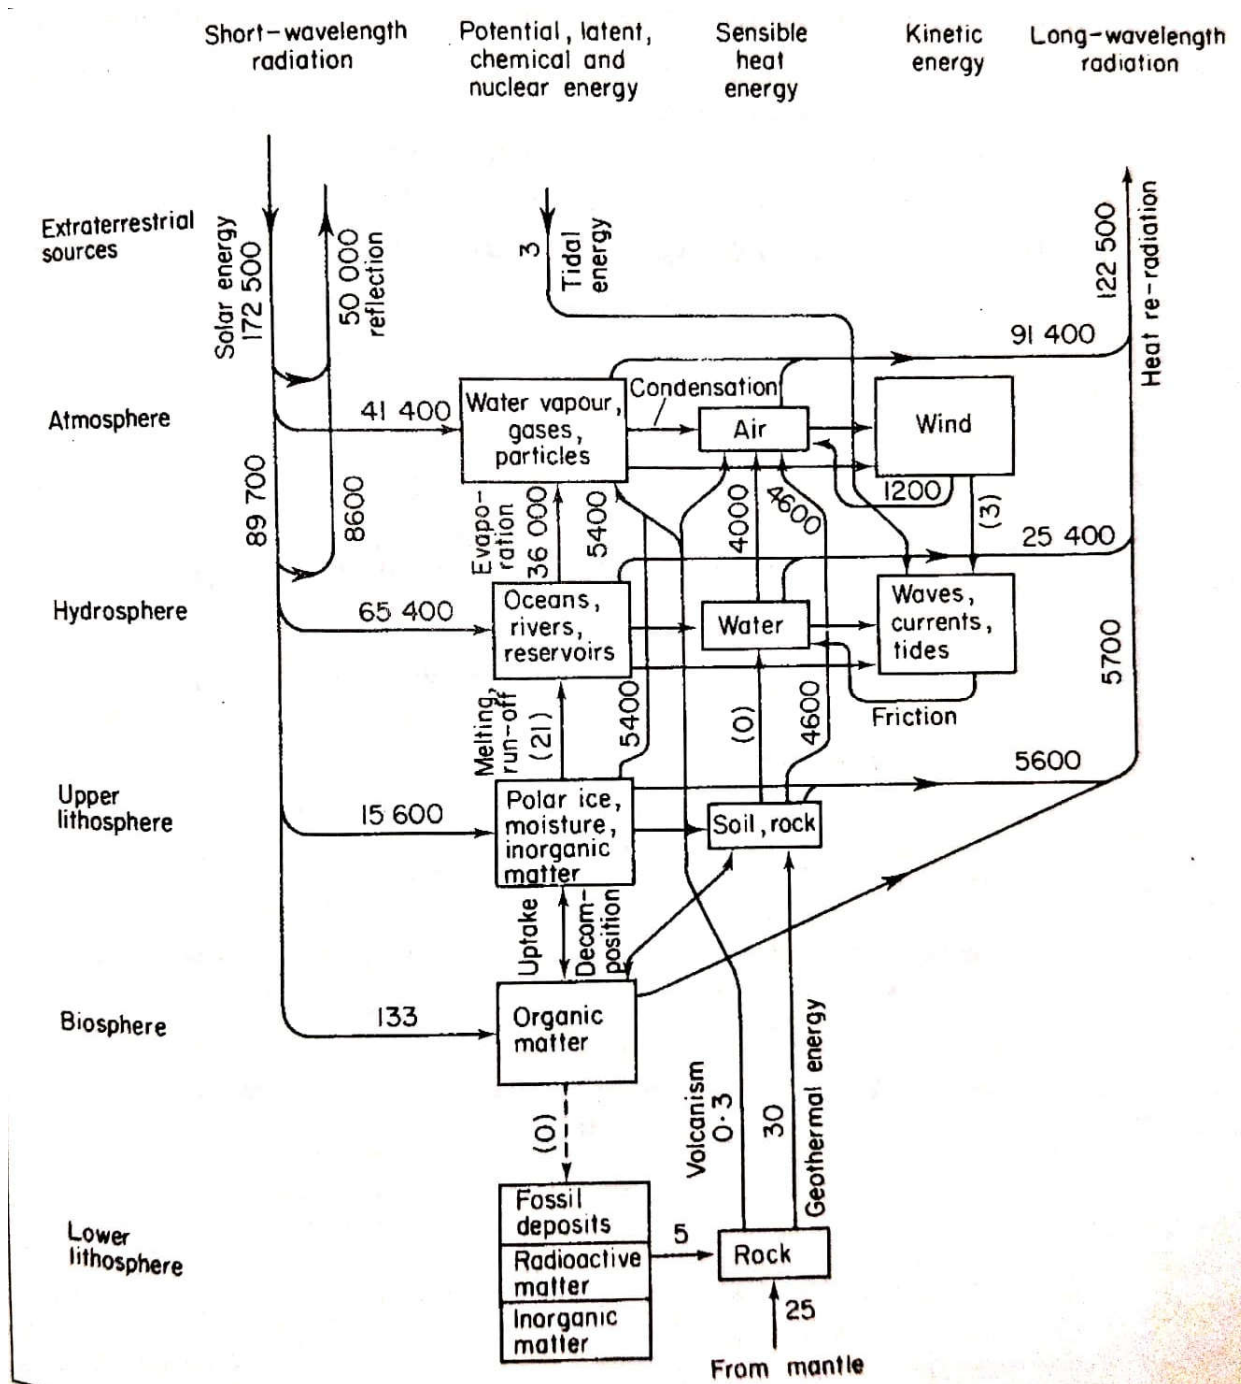 Short-wavelength
radiation
Potential, latent,
chemical and
nuclear energy
Sensible
heat
energy
Kinetic
energy
Long-wavelength
radiation
Extraterrestrial
sources
Solar energy
172 500
50 000
reflection
3
Tidal
energy
122 500
Heat re-radiation
91 400
Atmosphere
41 400
Water vapour,
gases,
particles
Condensation
Air
Wind
1200
(3)
89 700
8600
Evapo-
ration
36 000
5400
4000
4600
25 400
Hydrosphere
65 400
Oceans,
rivers,
reservoirs
Water
Waves,
currents,
tides
Friction
5700
Melting,
run-off
(21)
5400
(0)
4600
5600
Upper
lithosphere
15 600
Polar ice,
moisture,
inorganic
matter
Soil, rock
Uptake
Decom-
position
Biosphere
133
Organic
matter
(0)
Volcanism
0·3
30
Geothermal energy
Lower
lithosphere
Fossil
deposits
Radioactive
matter
Inorganic
matter
5
Rock
25
From mantle